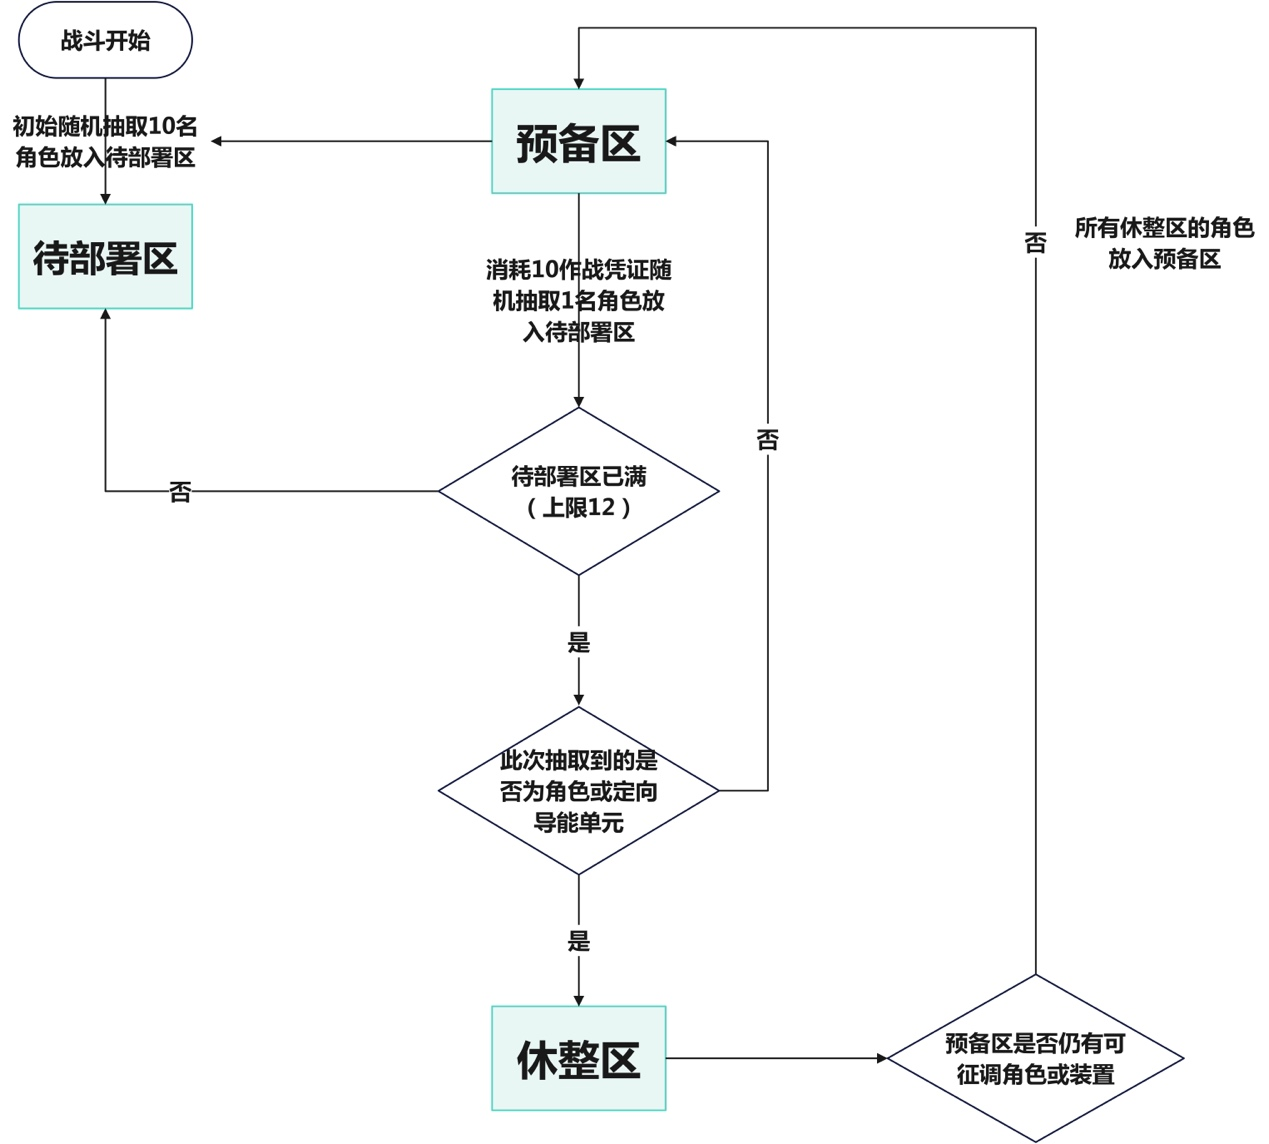 战斗开始
初始随机抽取10名
角色放入待部署区
预备区
待部署区
消耗10作战凭证随
机抽取1名角色放
入待部署区
否
所有休整区的角色
放入预备区
否
待部署区已满
（上限12）
否
是
此次抽取到的是
否为角色或定向
导能单元
是
休整区
预备区是否仍有可
征调角色或装置